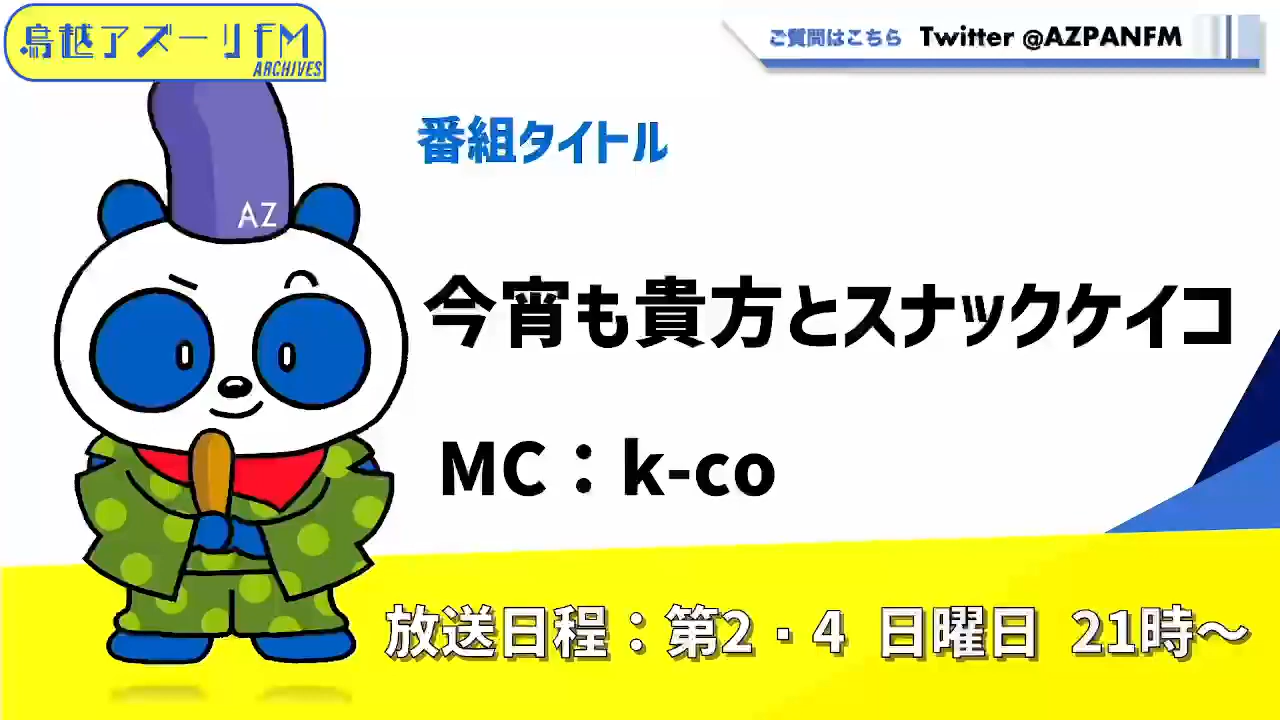 鳥越アズーリFM
ARCHIVES
ご質問はこちら Twitter @AZPANFM
番組タイトル
AZ
今宵も貴方とスナックケイコ
MC：k-co
放送日程：第2・4 日曜日 21時～